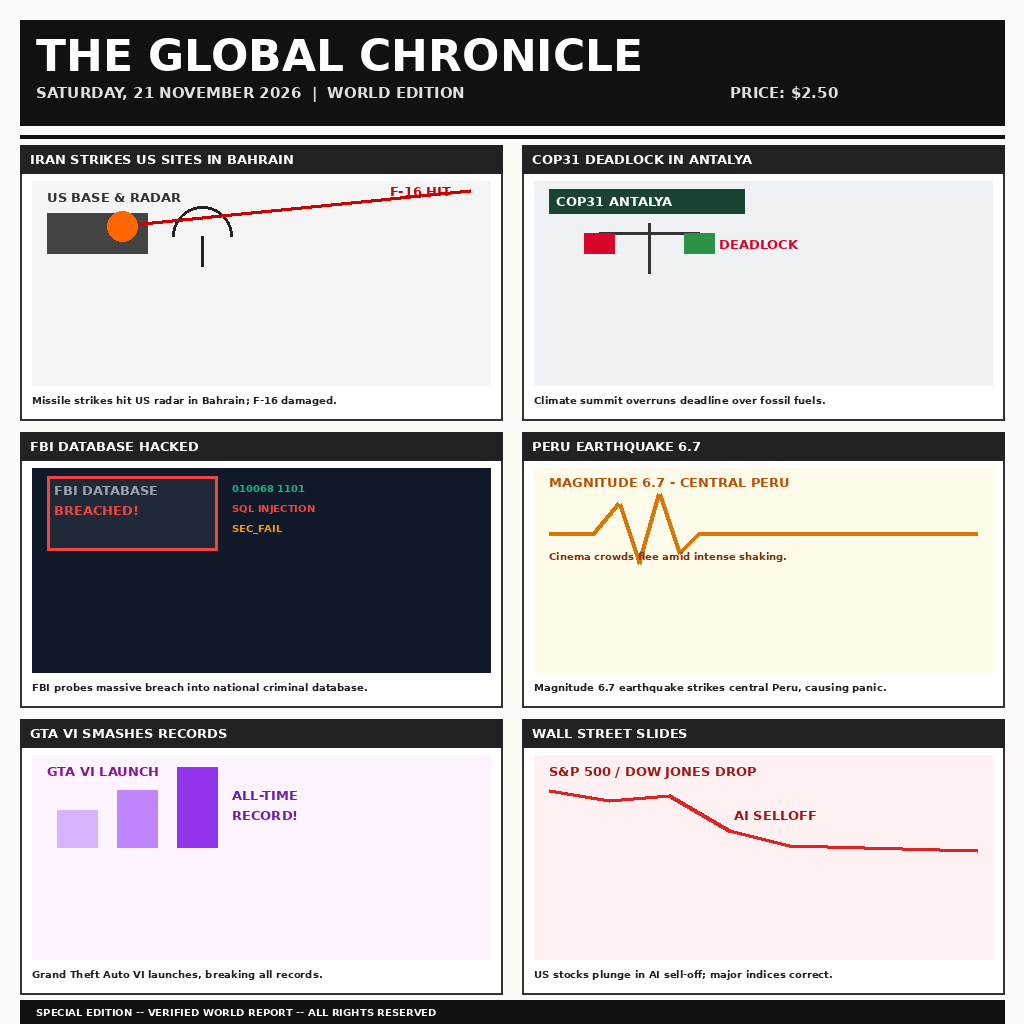 THE GLOBAL CHRONICLE
SATURDAY, 21 NOVEMBER 2026 | WORLD EDITION
PRICE: $2.50
IRAN STRIKES US SITES IN BAHRAIN
US BASE & RADAR
F-16 HIT
Missile strikes hit US radar in Bahrain; F-16 damaged.
COP31 DEADLOCK IN ANTALYA
COP31 ANTALYA
DEADLOCK
Climate summit overruns deadline over fossil fuels.
FBI DATABASE HACKED
FBI DATABASE
BREACHED!
010068 1101
SQL INJECTION
SEC_FAIL
FBI probes massive breach into national criminal database.
PERU EARTHQUAKE 6.7
MAGNITUDE 6.7 - CENTRAL PERU
Cinema crowds flee amid intense shaking.
Magnitude 6.7 earthquake strikes central Peru, causing panic.
GTA VI SMASHES RECORDS
GTA VI LAUNCH
ALL-TIME
RECORD!
Grand Theft Auto VI launches, breaking all records.
WALL STREET SLIDES
S&P 500 / DOW JONES DROP
AI SELLOFF
US stocks plunge in AI sell-off; major indices correct.
SPECIAL EDITION -- VERIFIED WORLD REPORT -- ALL RIGHTS RESERVED